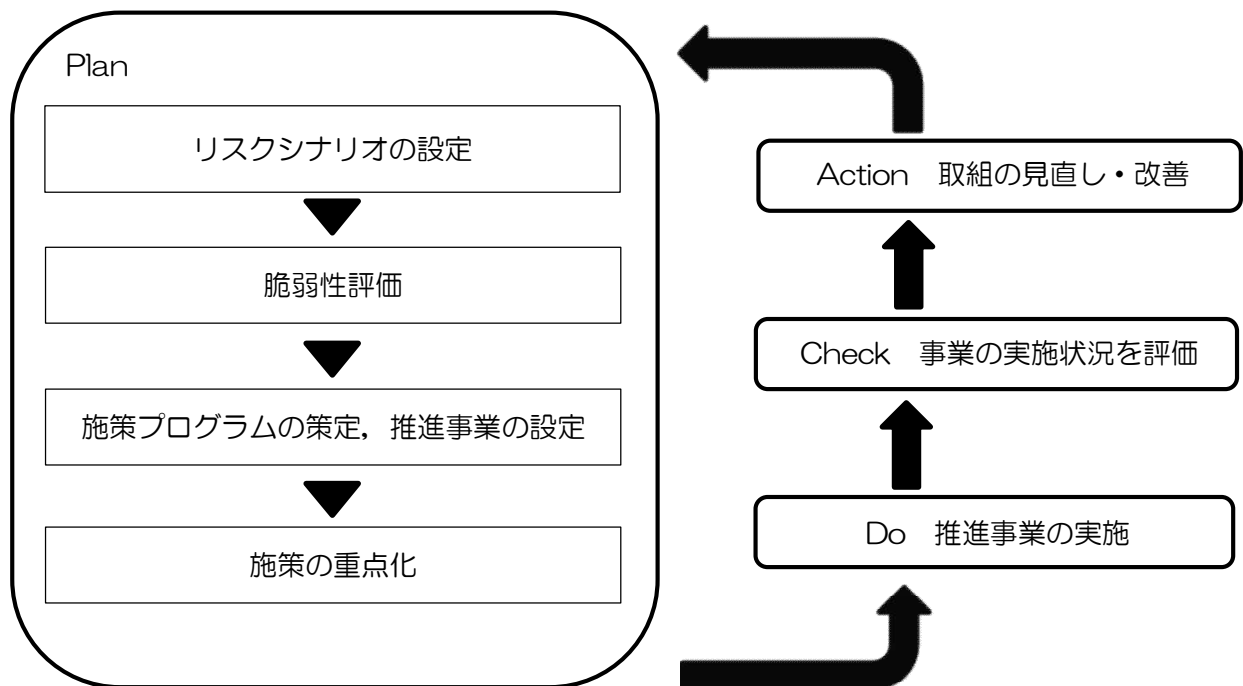 Plan
リスクシナリオの設定
脆弱性評価
施策プログラムの策定，推進事業の設定
施策の重点化
Action　取組の見直し・改善
Check　事業の実施状況を評価
Do　推進事業の実施